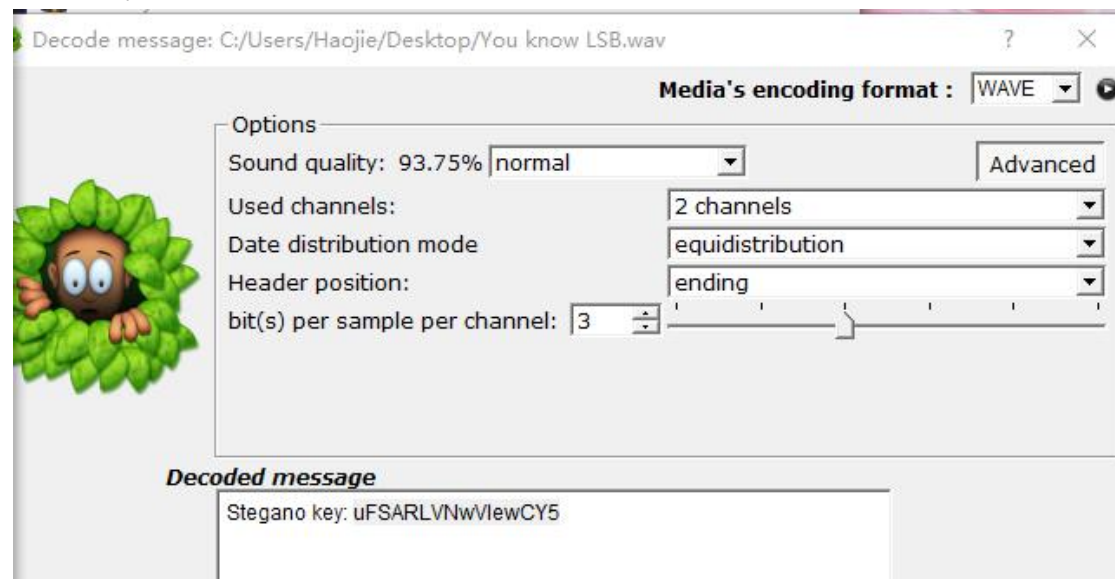 Decode message: C:/Users/Haojie/Desktop/You know LSB.wav ? ×
Media's encoding format : WAVE
Options
Sound quality: 93.75% normal Advanced
Used channels: 2 channels
Date distribution mode equidistribution
Header position: ending
bit(s) per sample per channel: 3
Decoded message
Stegano key: uFSARLVNwVIewCY5